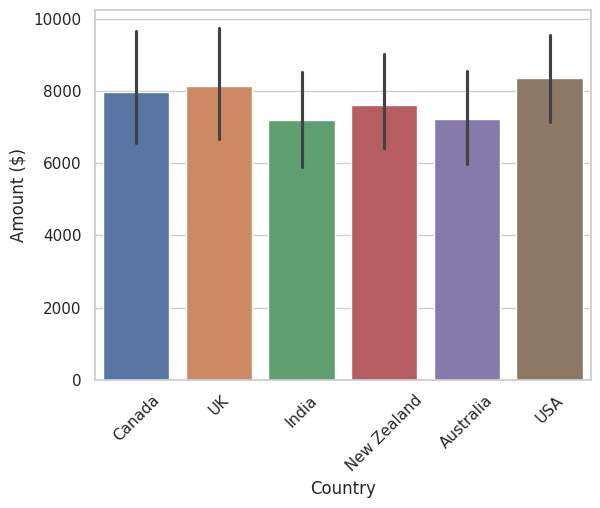 10000
8000
6000
4000
2000
0
Amount ($)
Canada
UK
India
New Zealand
Australia
USA
Country